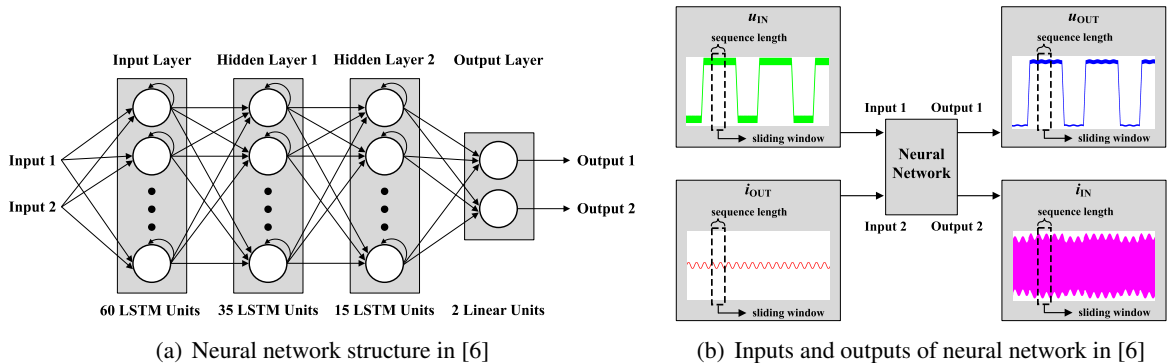 Input Layer Hidden Layer 1 Hidden Layer 2 Output Layer
Input 1
Input 2
Output 1
Output 2
60 LSTM Units 35 LSTM Units 15 LSTM Units 2 Linear Units
(a) Neural network structure in [6]
uIN
sequence length
sliding window
iOUT
sequence length
sliding window
Input 1 Output 1
Neural
Network
Input 2 Output 2
uOUT
sequence length
sliding window
iIN
sequence length
sliding window
(b) Inputs and outputs of neural network in [6]